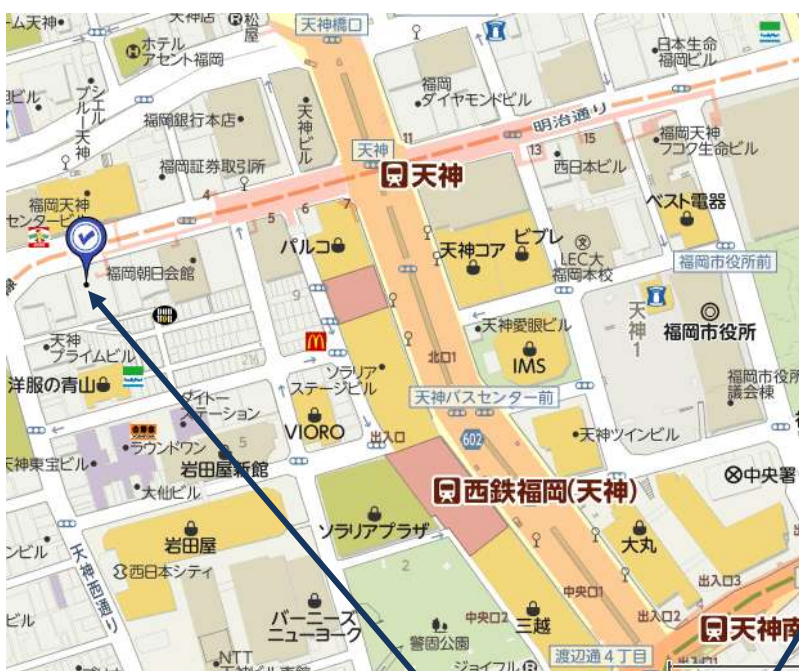 ーム天神
天神店
松屋
天神橋口
ホテル
アセント福岡
日本生命
福岡ビル
シエル
ブルー天神
福岡銀行本店
天神ビル
福岡
ダイヤモンドビル
明治通り
福岡証券取引所
天神
11
13
15
西日本ビル
福岡天神
フコク生命ビル
天神
福岡天神
センタービル
4
5
6
7
パルコ
天神コア
ビブレ
ベスト電器
LEC大
福岡本校
福岡市役所前
福岡朝日会館
9
天神
プライムビル
天神愛眼ビル
天神1
福岡市役所
洋服の青山
ソラリア
ステージビル
北口1
IMS
福岡市役所
議会棟
ダイトー
ステーション
VIORO
出入口
天神バスセンター前
602
天神ツインビル
ラウンドワン
5
岩田屋新館
天神東宝ビル
大仙ビル
西鉄福岡(天神)
中央署
岩田屋
ソラリアプラザ
大丸
ンビル
西日本シティ
2
天神西通り
中央口1
出入口3
ビル
バーニーズ
ニューヨーク
警固公園
中央口2
三越
出入口2
天神南
NTT
渡辺通4丁目
ジョイフル